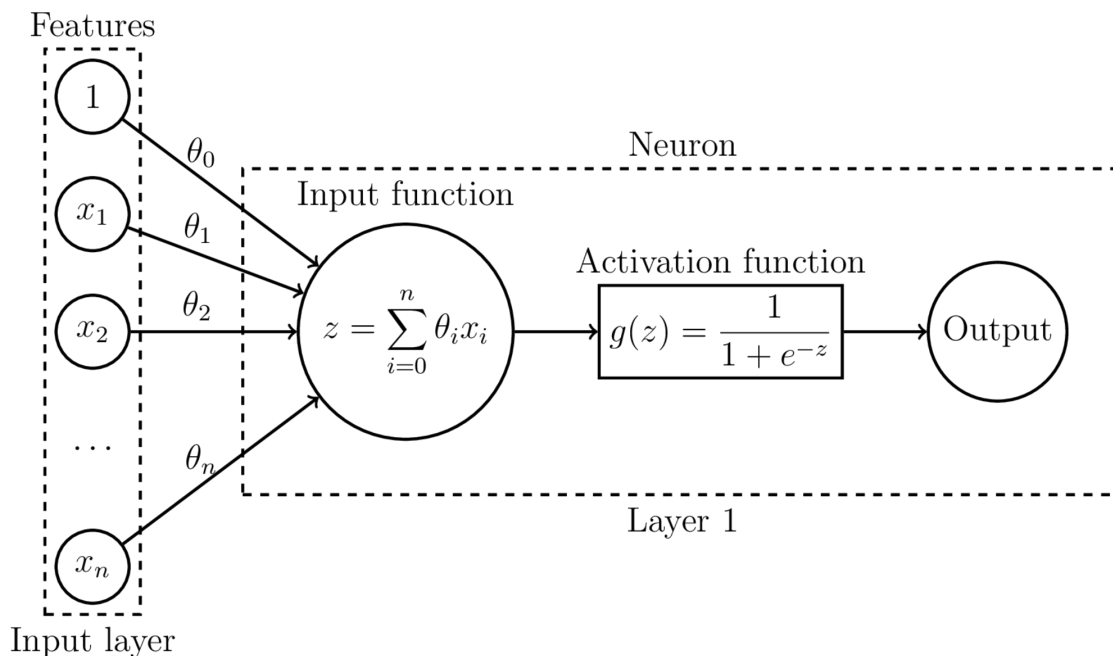 Features
1
θ₀
Neuron
Input function
x₁
θ₁
Activation function
x₂
θ₂
z = ∑ⁿᵢ₌₀ θᵢxᵢ
g(z) = 1 / (1 + e⁻ᶻ)
Output
...
θₙ
Layer 1
xₙ
Input layer